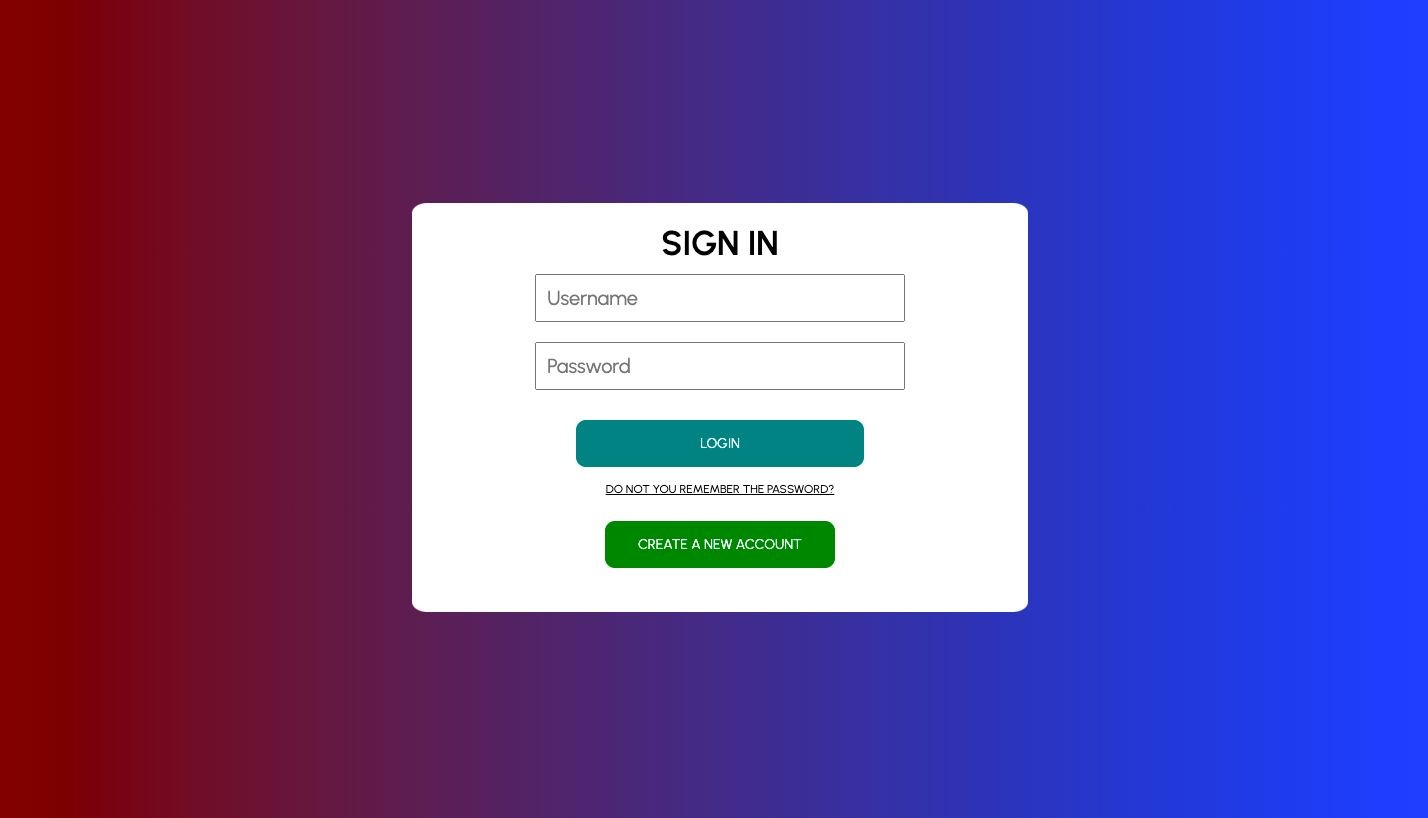 SIGN IN
Username
Password
LOGIN
DO NOT YOU REMEMBER THE PASSWORD?
CREATE A NEW ACCOUNT